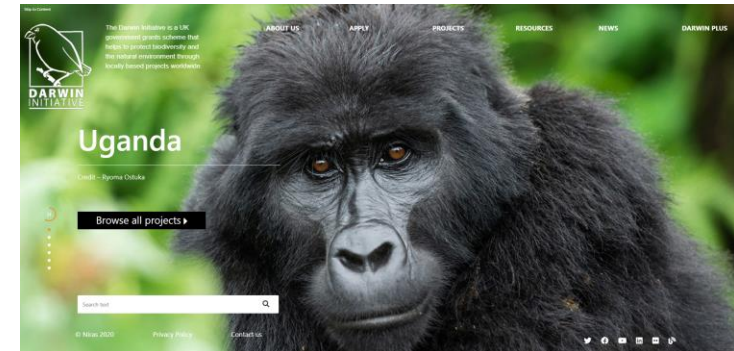 Skip to Content
The Darwin Initiative is a UK
government grants scheme that
helps to protect biodiversity and
the natural environment through
locally based projects worldwide
ABOUT US
APPLY
PROJECTS
RESOURCES
NEWS
DARWIN PLUS
DARWIN
INITIATIVE
Uganda
Credit – Ryoma Otsuka
Browse all projects
Search text
© Niras 2020
Privacy Policy
Contact us